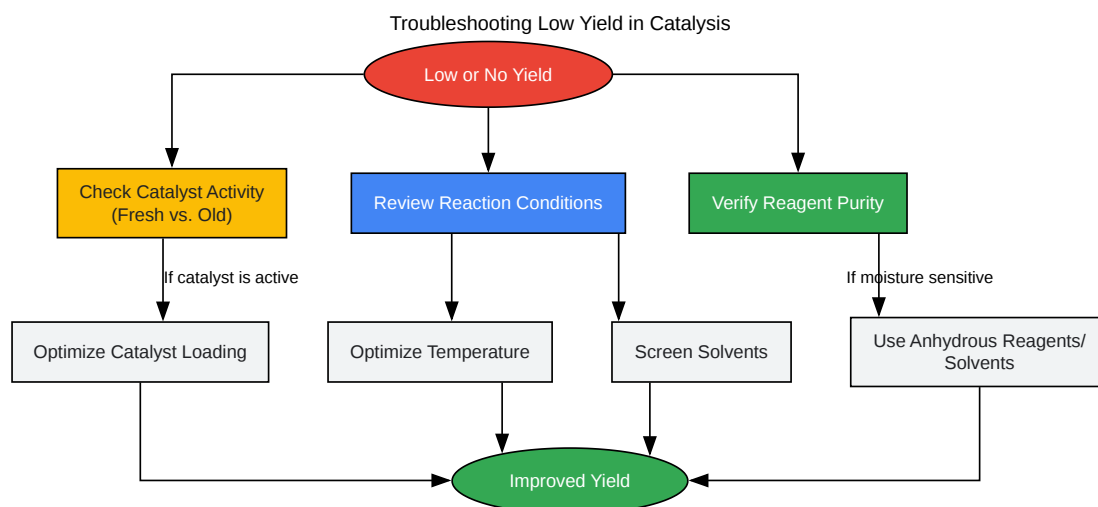 Troubleshooting Low Yield in Catalysis
Low or No Yield
Check Catalyst Activity
(Fresh vs. Old)
Review Reaction Conditions
Verify Reagent Purity
If catalyst is active
If moisture sensitive
Optimize Catalyst Loading
Optimize Temperature
Screen Solvents
Use Anhydrous Reagents/
Solvents
Improved Yield